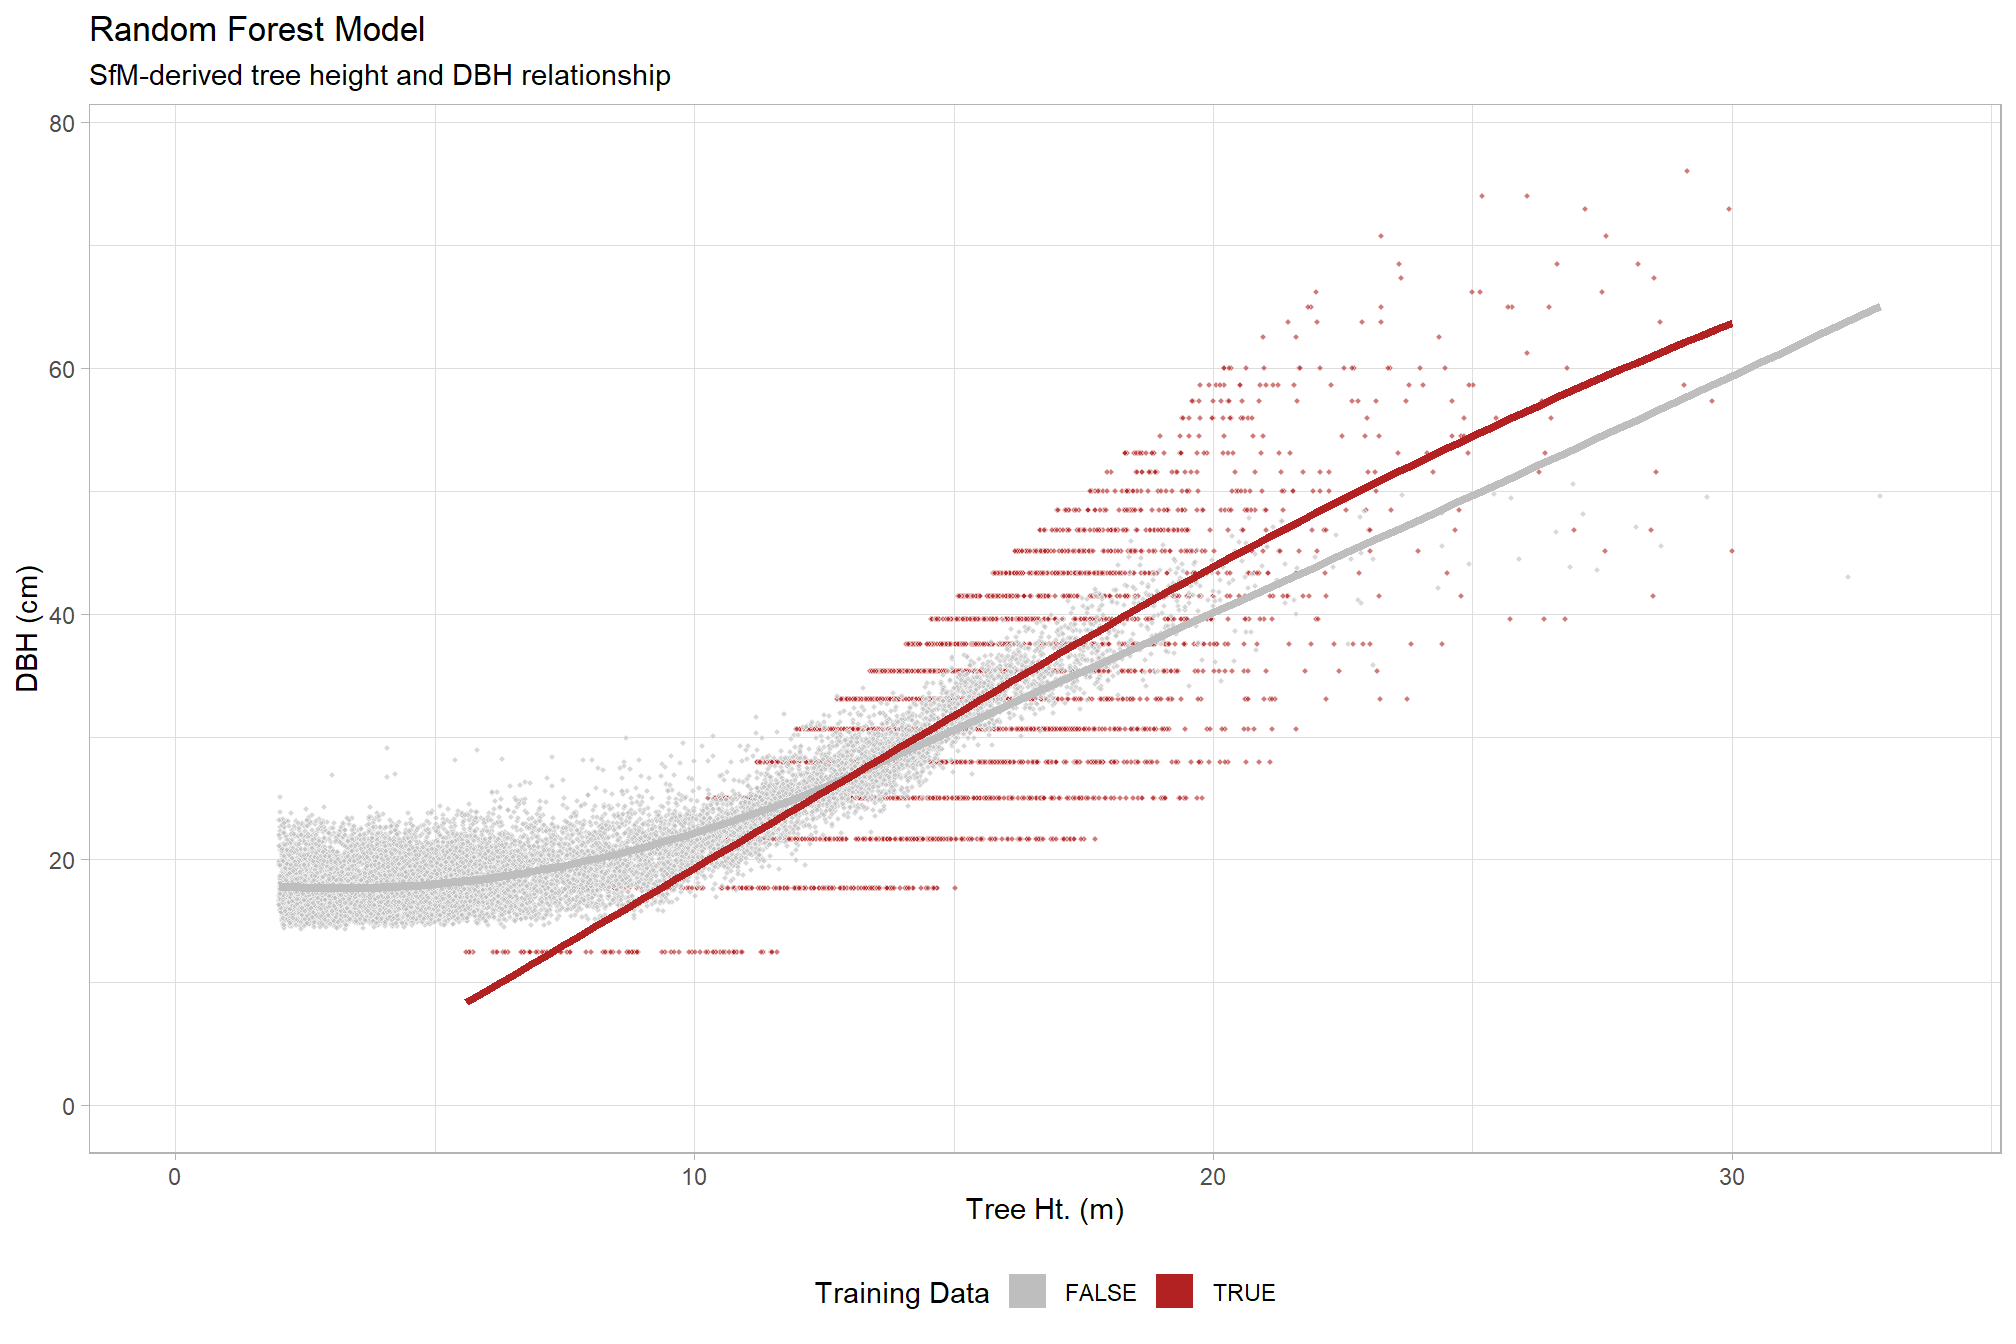 Random Forest Model
SfM-derived tree height and DBH relationship
80
60
40
20
0
DBH (cm)
0 10 20 30
Tree Ht. (m)
Training Data FALSE TRUE